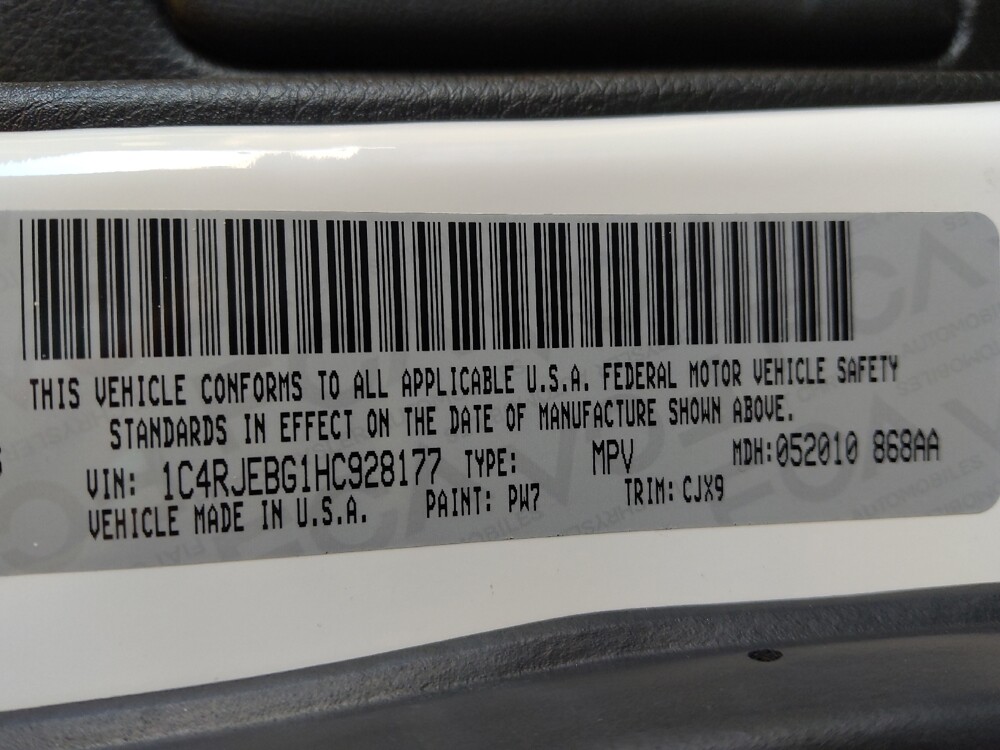 THIS VEHICLE CONFORMS TO ALL APPLICABLE U.S.A. FEDERAL MOTOR VEHICLE SAFETY
STANDARDS IN EFFECT ON THE DATE OF MANUFACTURE SHOWN ABOVE.
VIN: 1C4RJEBG1HC928177 TYPE: MPV MDH:052010 868AA
VEHICLE MADE IN U.S.A. PAINT: PW7 TRIM: CJX9